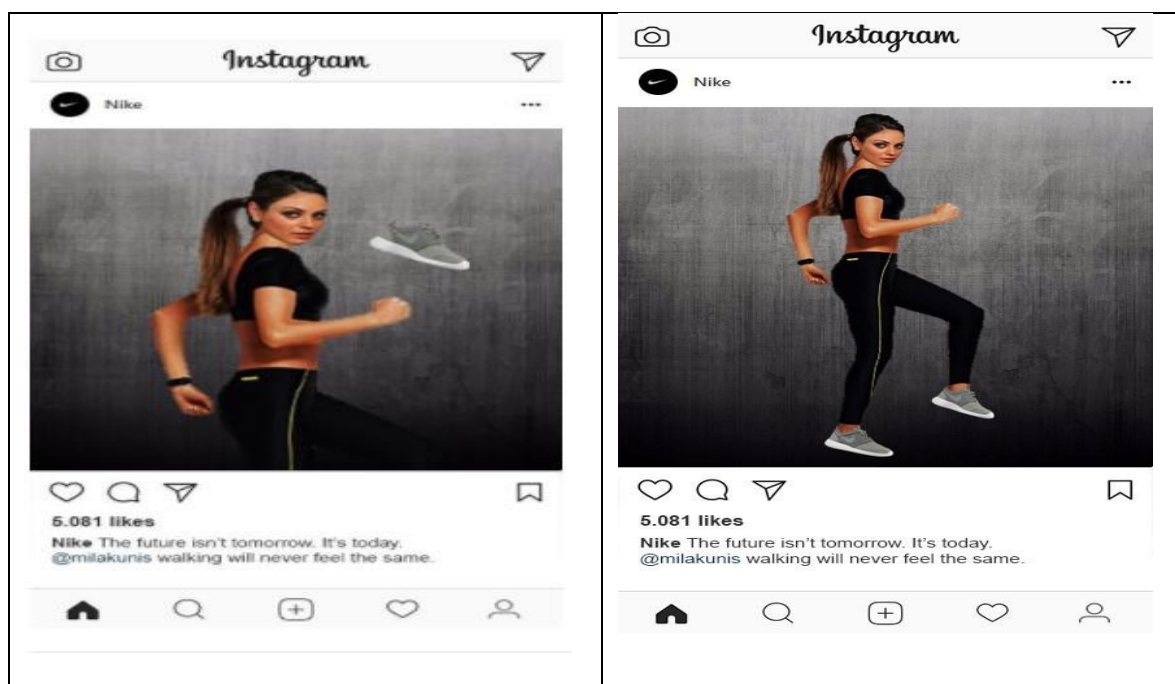 Instagram
Nike
5.081 likes
Nike The future isn't tomorrow. It's today.
@milakunis walking will never feel the same.
Instagram
Nike
5.081 likes
Nike The future isn't tomorrow. It's today.
@milakunis walking will never feel the same.